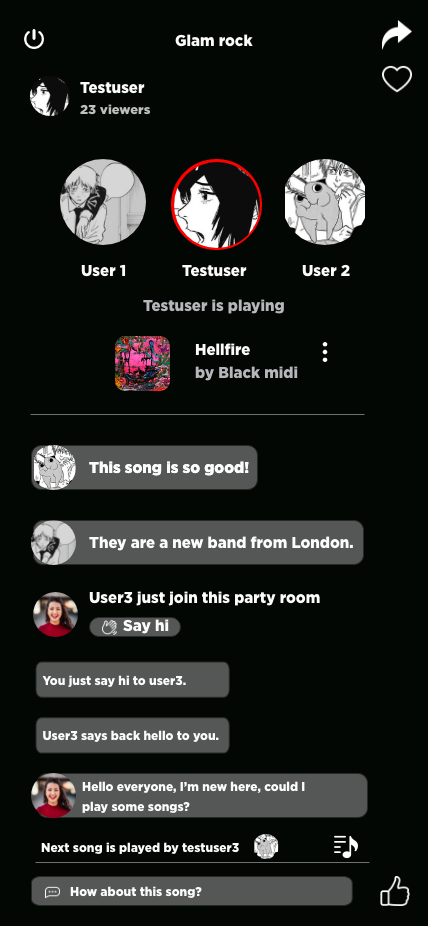 Glam rock
Testuser
23 viewers
User 1
Testuser
User 2
Testuser is playing
Hellfire
by Black midi
This song is so good!
They are a new band from London.
User3 just join this party room
Say hi
You just say hi to user3.
User3 says back hello to you.
Hello everyone, I'm new here, could I
play some songs?
Next song is played by testuser3
How about this song?